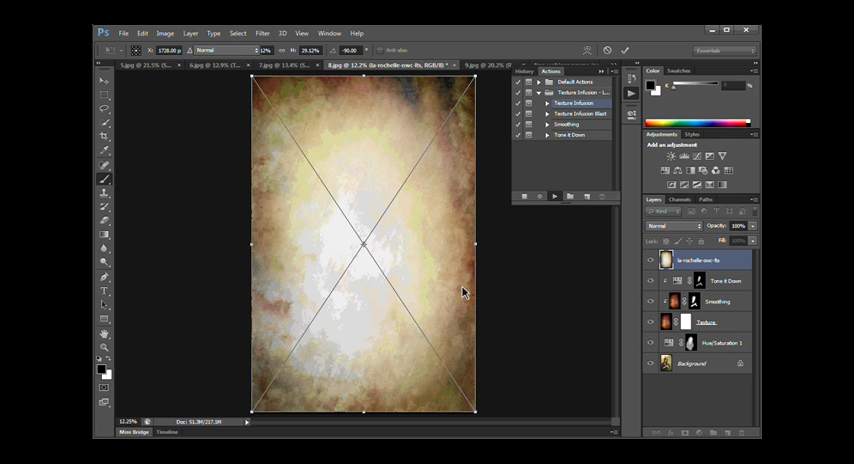 Ps File Edit Image Layer Type Select Filter 3D View Window Help
X: 1728.00 p Normal 12% H: 29.12% -90.00 ° Anti alias Essentials
5.jpg @ 21.5% (S... × 6.jpg @ 12.9% (T... 7.jpg @ 13.4% (S... 8.jpg @ 12.2% (la-rochelle-owc-lts, RGB/8) * × 9.jpg @ 20.2%
History Actions
Default Actions
Texture Infusion - L...
Texture Infusion
Texture Infusion Blast
Smoothing
Tone it Down
Color Swatches
K
%
Adjustments Styles
Add an adjustment
Layers Channels Paths
Kind
Normal Opacity: 100%
Lock: Fill: 100%
la-rochelle-owc-lts
Tone it Down
Smoothing
Texture
Hue/Saturation 1
Background
12.25% Doc: 51.3M/217.1M
Mini Bridge Timeline